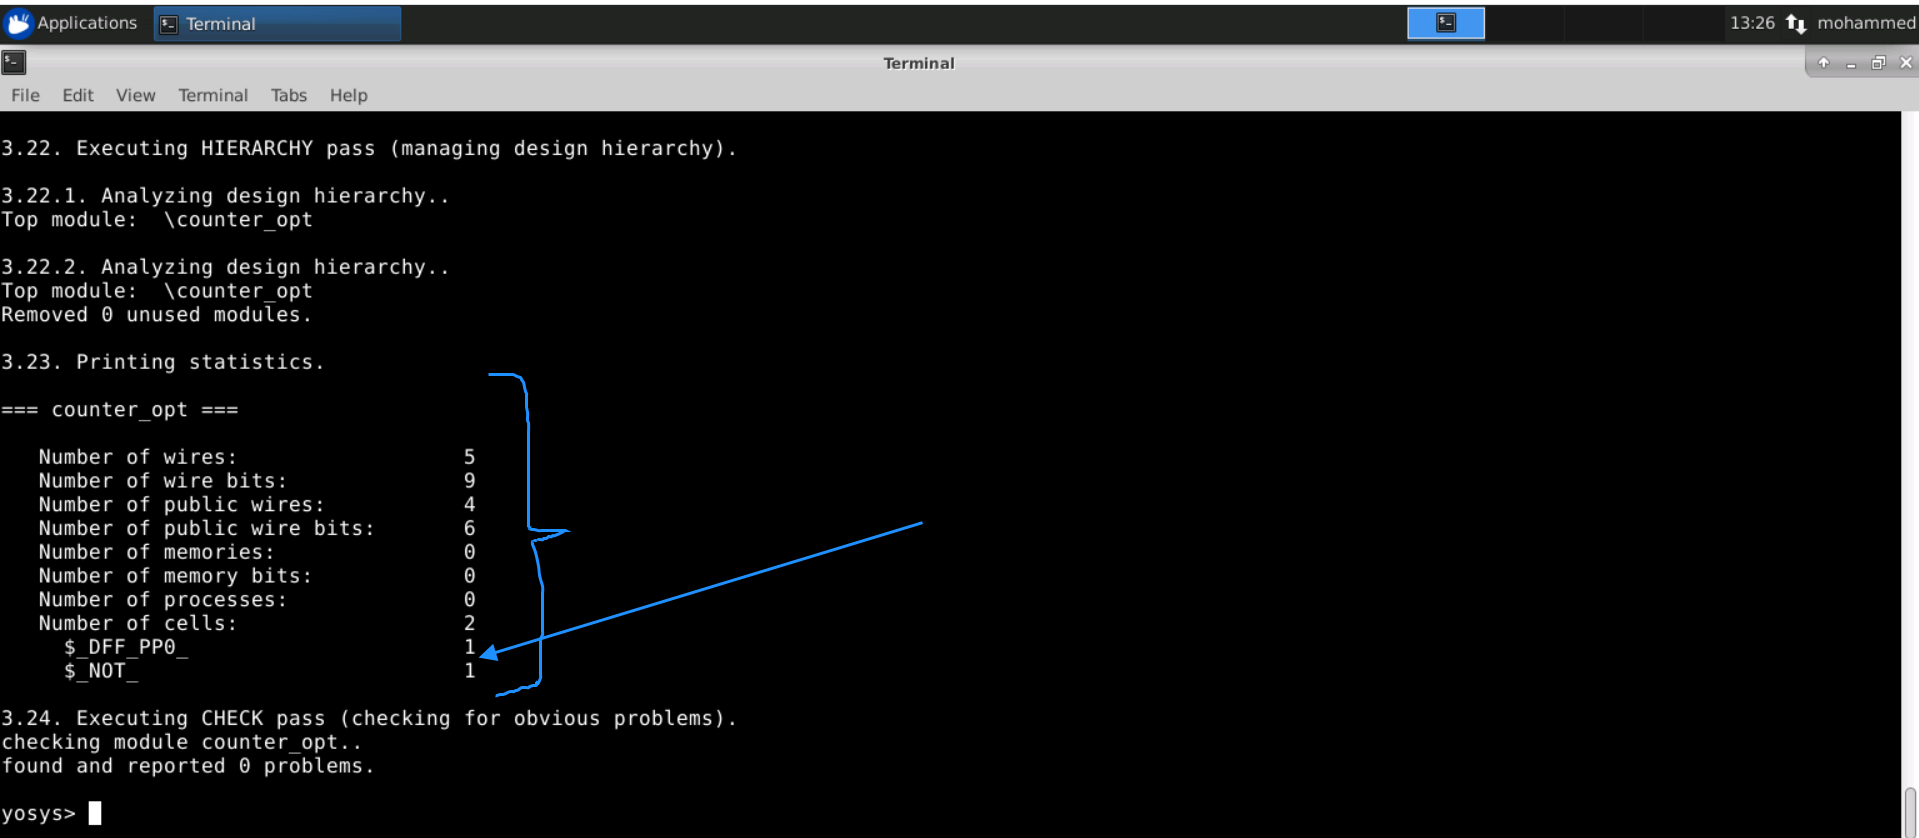 Applications Terminal 13:26 mohammed
Terminal
File Edit View Terminal Tabs Help
3.22. Executing HIERARCHY pass (managing design hierarchy).
3.22.1. Analyzing design hierarchy..
Top module:  \counter_opt
3.22.2. Analyzing design hierarchy..
Top module:  \counter_opt
Removed 0 unused modules.
3.23. Printing statistics.
=== counter_opt ===
Number of wires: 5
Number of wire bits: 9
Number of public wires: 4
Number of public wire bits: 6
Number of memories: 0
Number of memory bits: 0
Number of processes: 0
Number of cells: 2
$_DFF_PP0_ 1
$_NOT_ 1
3.24. Executing CHECK pass (checking for obvious problems).
checking module counter_opt..
found and reported 0 problems.
yosys>